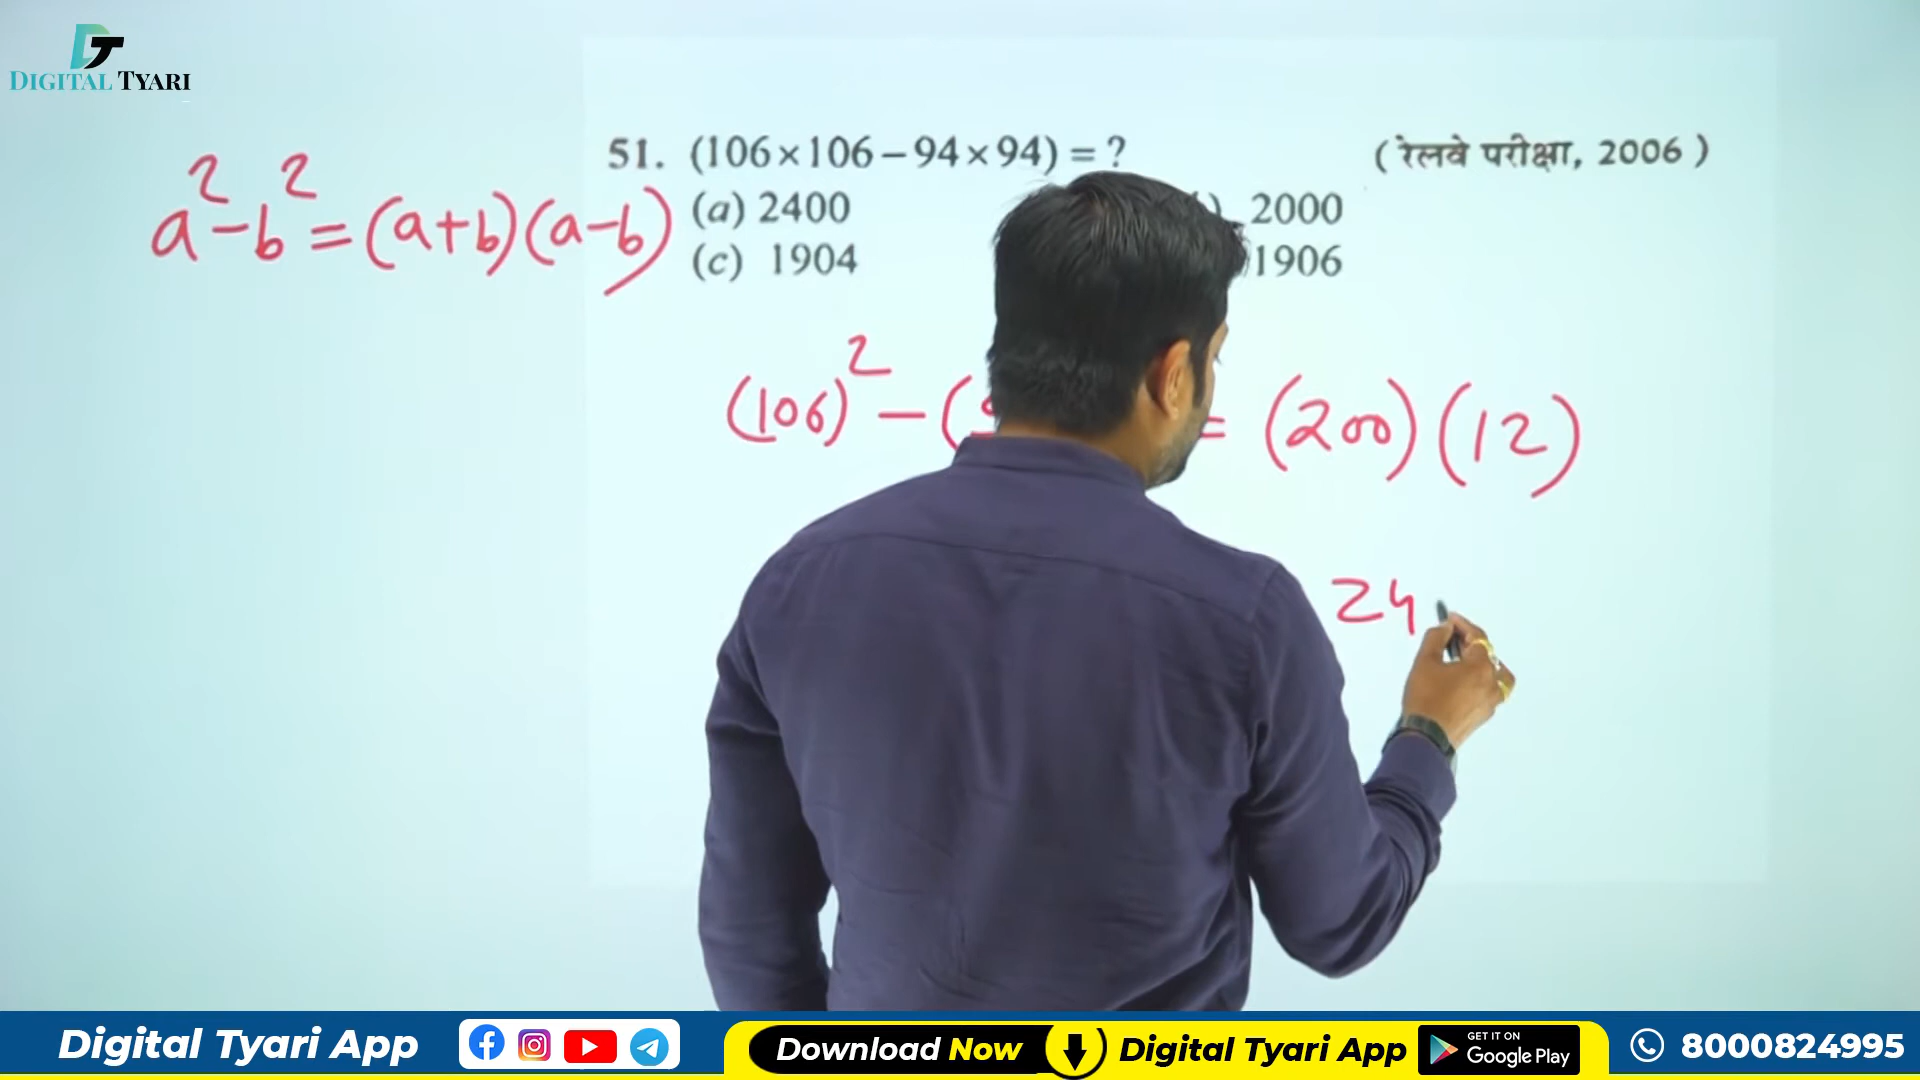 DT
DIGITAL TYARI
51. (106×106−94×94) = ? (रेलवे परीक्षा, 2006)
a²-b² = (a+b)(a-b)
(a) 2400 2000
(c) 1904 1906
(106)² − ( = (200)(12)
24
Digital Tyari App
Download Now Digital Tyari App
GET IT ON
Google Play
8000824995